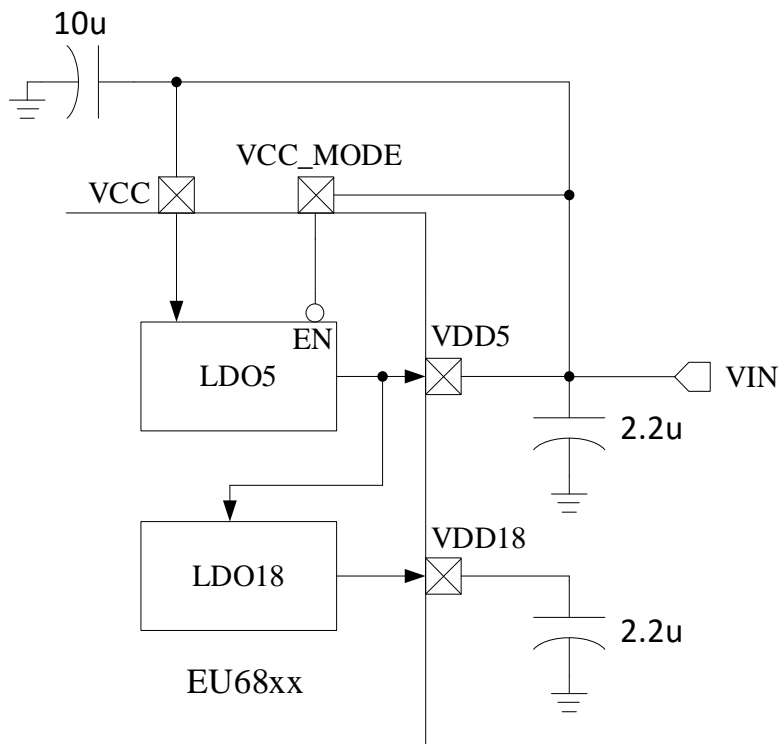 10u
VCC_MODE
VCC
EN
VDD5
LDO5
VIN
2.2u
VDD18
LDO18
2.2u
EU68xx